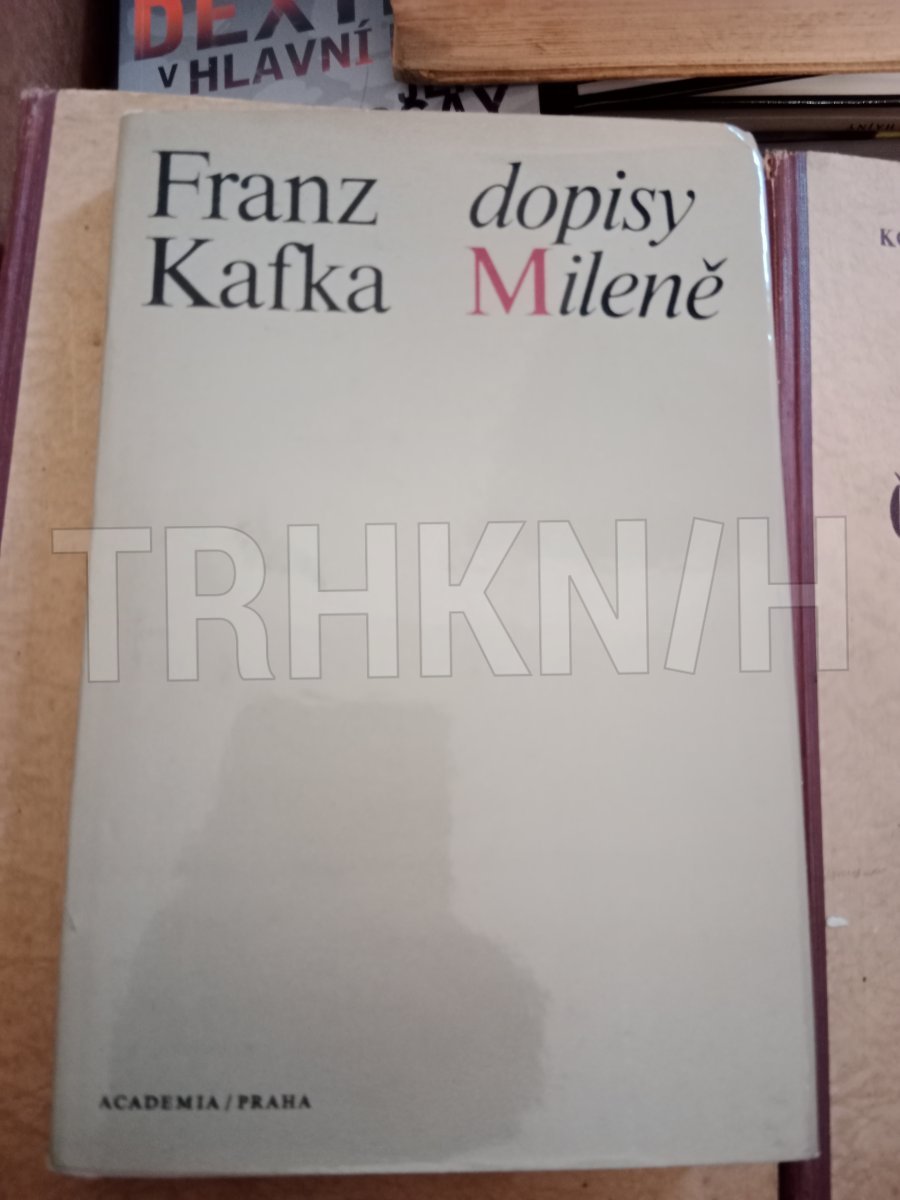 V HLAVNÍ
Franz
Kafka
dopisy
Mileně
TRHKNIH
ACADEMIA / PRAHA